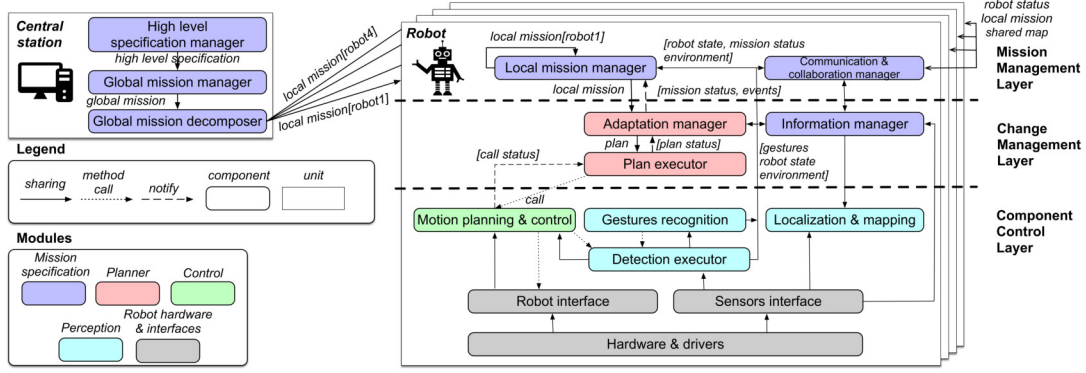 Central
station
High level
specification manager
high level specification
Global mission manager
global mission
Global mission decomposer
local mission[robot4]
local mission[robot1]
Legend
sharing
method
call
notify
component
unit
Modules
Mission
specification
Planner
Control
Perception
Robot hardware
& interfaces
Robot
local mission[robot1]
Local mission manager
[robot state, mission status
environment]
Communication &
collaboration manager
robot status
local mission
shared map
Mission
Management
Layer
local mission
[mission status, events]
Adaptation manager
Information manager
plan
[plan status]
Plan executor
[call status]
call
[gestures
robot state
environment]
Change
Management
Layer
Motion planning & control
Gestures recognition
Localization & mapping
Detection executor
Component
Control
Layer
Robot interface
Sensors interface
Hardware & drivers